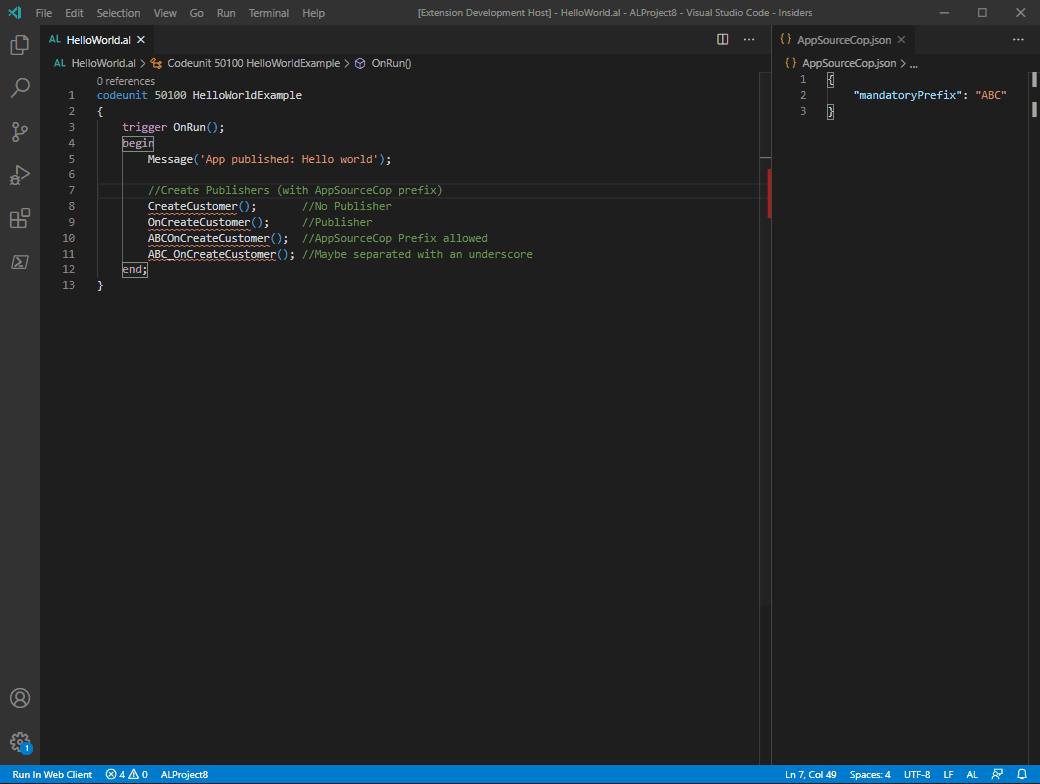 File Edit Selection View Go Run Terminal Help [Extension Development Host] - HelloWorld.al - ALProject8 - Visual Studio Code - Insiders
AL HelloWorld.al
AL HelloWorld.al > Codeunit 50100 HelloWorldExample > OnRun()
0 references
1 codeunit 50100 HelloWorldExample
2 {
3 trigger OnRun();
4 begin
5 Message('App published: Hello world');
6
7 //Create Publishers (with AppSourceCop prefix)
8 CreateCustomer(); //No Publisher
9 OnCreateCustomer(); //Publisher
10 ABCOnCreateCustomer(); //AppSourceCop Prefix allowed
11 ABC_OnCreateCustomer(); //Maybe separated with an underscore
12 end;
13 }
{} AppSourceCop.json
{} AppSourceCop.json > ...
1 {
2 "mandatoryPrefix": "ABC"
3 }
1
Run In Web Client 4 0 ALProject8 Ln 7, Col 49 Spaces: 4 UTF-8 LF AL